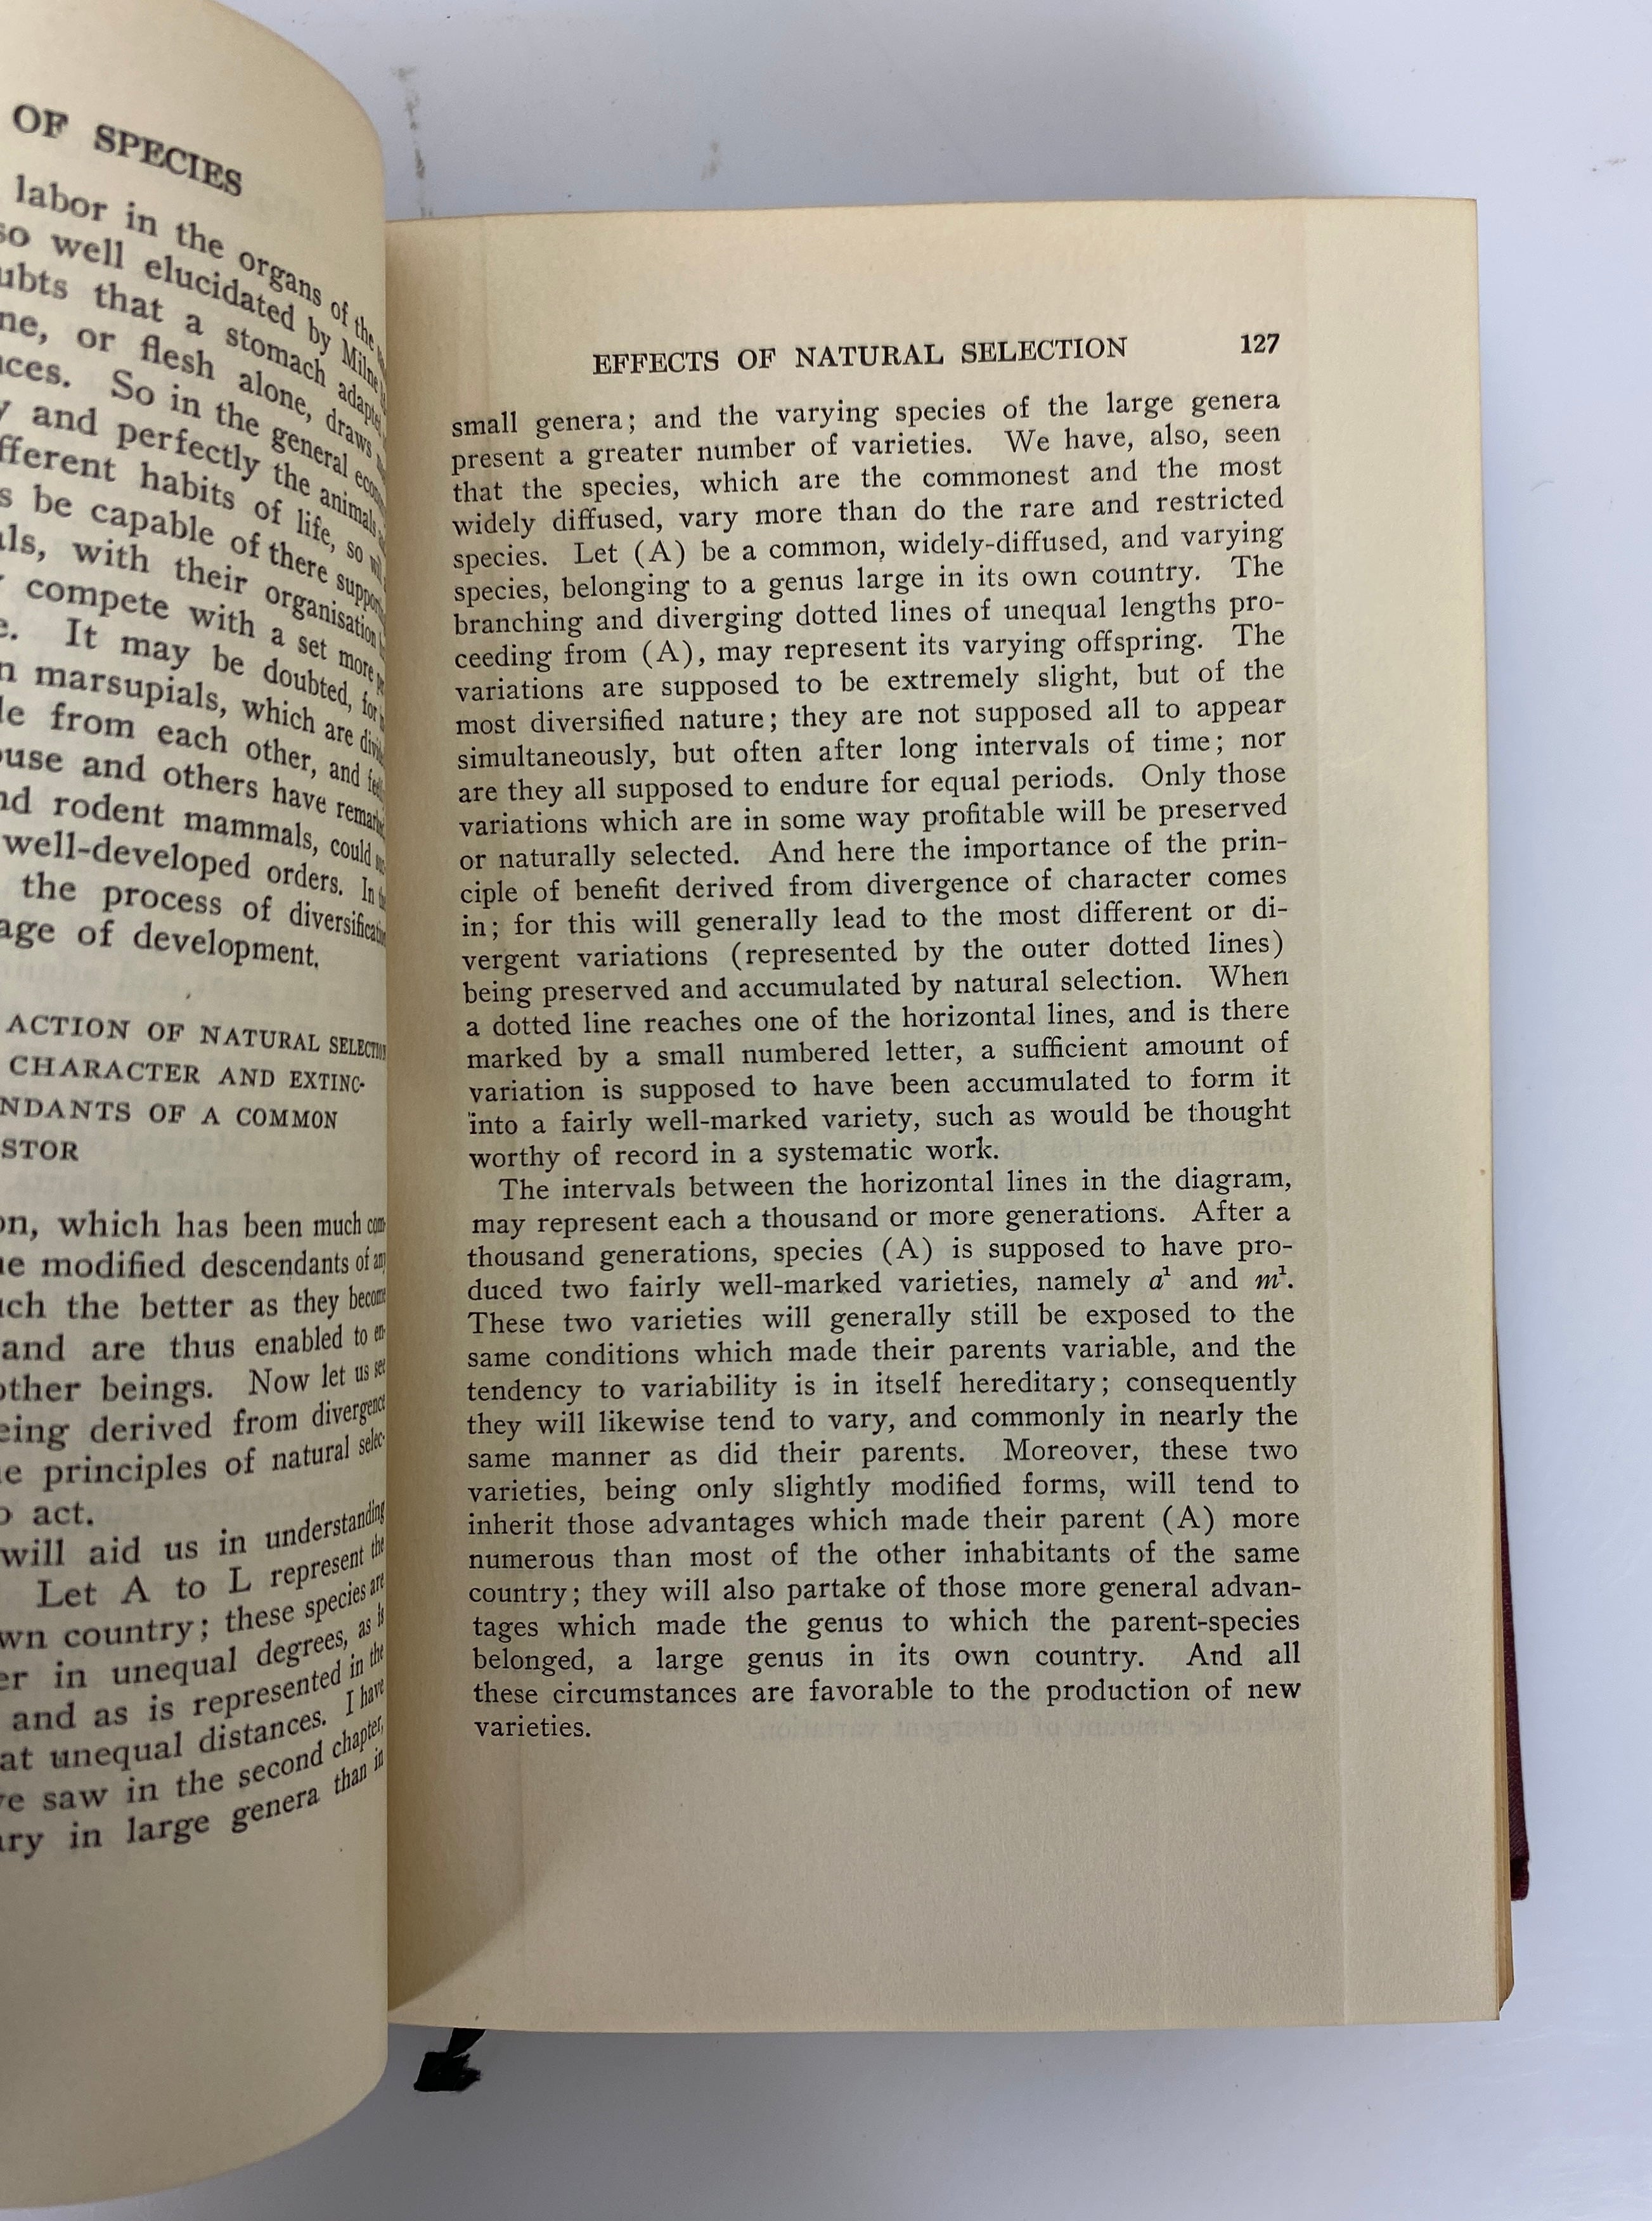 OF SPECIES
labor in the organs of the
so well elucidated by Milne
that a stomach
or flesh alone, draws
So in the general
and perfectly the animals
habits of life, so
be capable of there
with their organisation
compete with a set more
It may be doubted, for
marsupials, which are
from each other, and
and others have
rodent mammals, could
well-developed orders. In
the process of
of development.
ACTION OF NATURAL SELECTION
CHARACTER AND EXTINC-
OF A COMMON
which has been much com-
modified descendants of any
the better as they become
and are thus enabled to en-
beings. Now let us see
derived from divergence
principles of natural selec-
act.
will aid us in understanding
Let A to L represent the
country; these species are
in unequal degrees, as is
and as is represented in the
at unequal distances. I have
saw in the second chapter,
in large genera than in
EFFECTS OF NATURAL SELECTION 127
small genera; and the varying species of the large genera
present a greater number of varieties. We have, also, seen
that the species, which are the commonest and the most
widely diffused, vary more than do the rare and restricted
species. Let (A) be a common, widely-diffused, and varying
species, belonging to a genus large in its own country. The
branching and diverging dotted lines of unequal lengths pro-
ceeding from (A), may represent its varying offspring. The
variations are supposed to be extremely slight, but of the
most diversified nature; they are not supposed all to appear
simultaneously, but often after long intervals of time; nor
are they all supposed to endure for equal periods. Only those
variations which are in some way profitable will be preserved
or naturally selected. And here the importance of the prin-
ciple of benefit derived from divergence of character comes
in; for this will generally lead to the most different or di-
vergent variations (represented by the outer dotted lines)
being preserved and accumulated by natural selection. When
a dotted line reaches one of the horizontal lines, and is there
marked by a small numbered letter, a sufficient amount of
variation is supposed to have been accumulated to form it
into a fairly well-marked variety, such as would be thought
worthy of record in a systematic work.
The intervals between the horizontal lines in the diagram,
may represent each a thousand or more generations. After a
thousand generations, species (A) is supposed to have pro-
duced two fairly well-marked varieties, namely a¹ and m¹.
These two varieties will generally still be exposed to the
same conditions which made their parents variable, and the
tendency to variability is in itself hereditary; consequently
they will likewise tend to vary, and commonly in nearly the
same manner as did their parents. Moreover, these two
varieties, being only slightly modified forms, will tend to
inherit those advantages which made their parent (A) more
numerous than most of the other inhabitants of the same
country; they will also partake of those more general advan-
tages which made the genus to which the parent-species
belonged, a large genus in its own country. And all
these circumstances are favorable to the production of new
varieties.